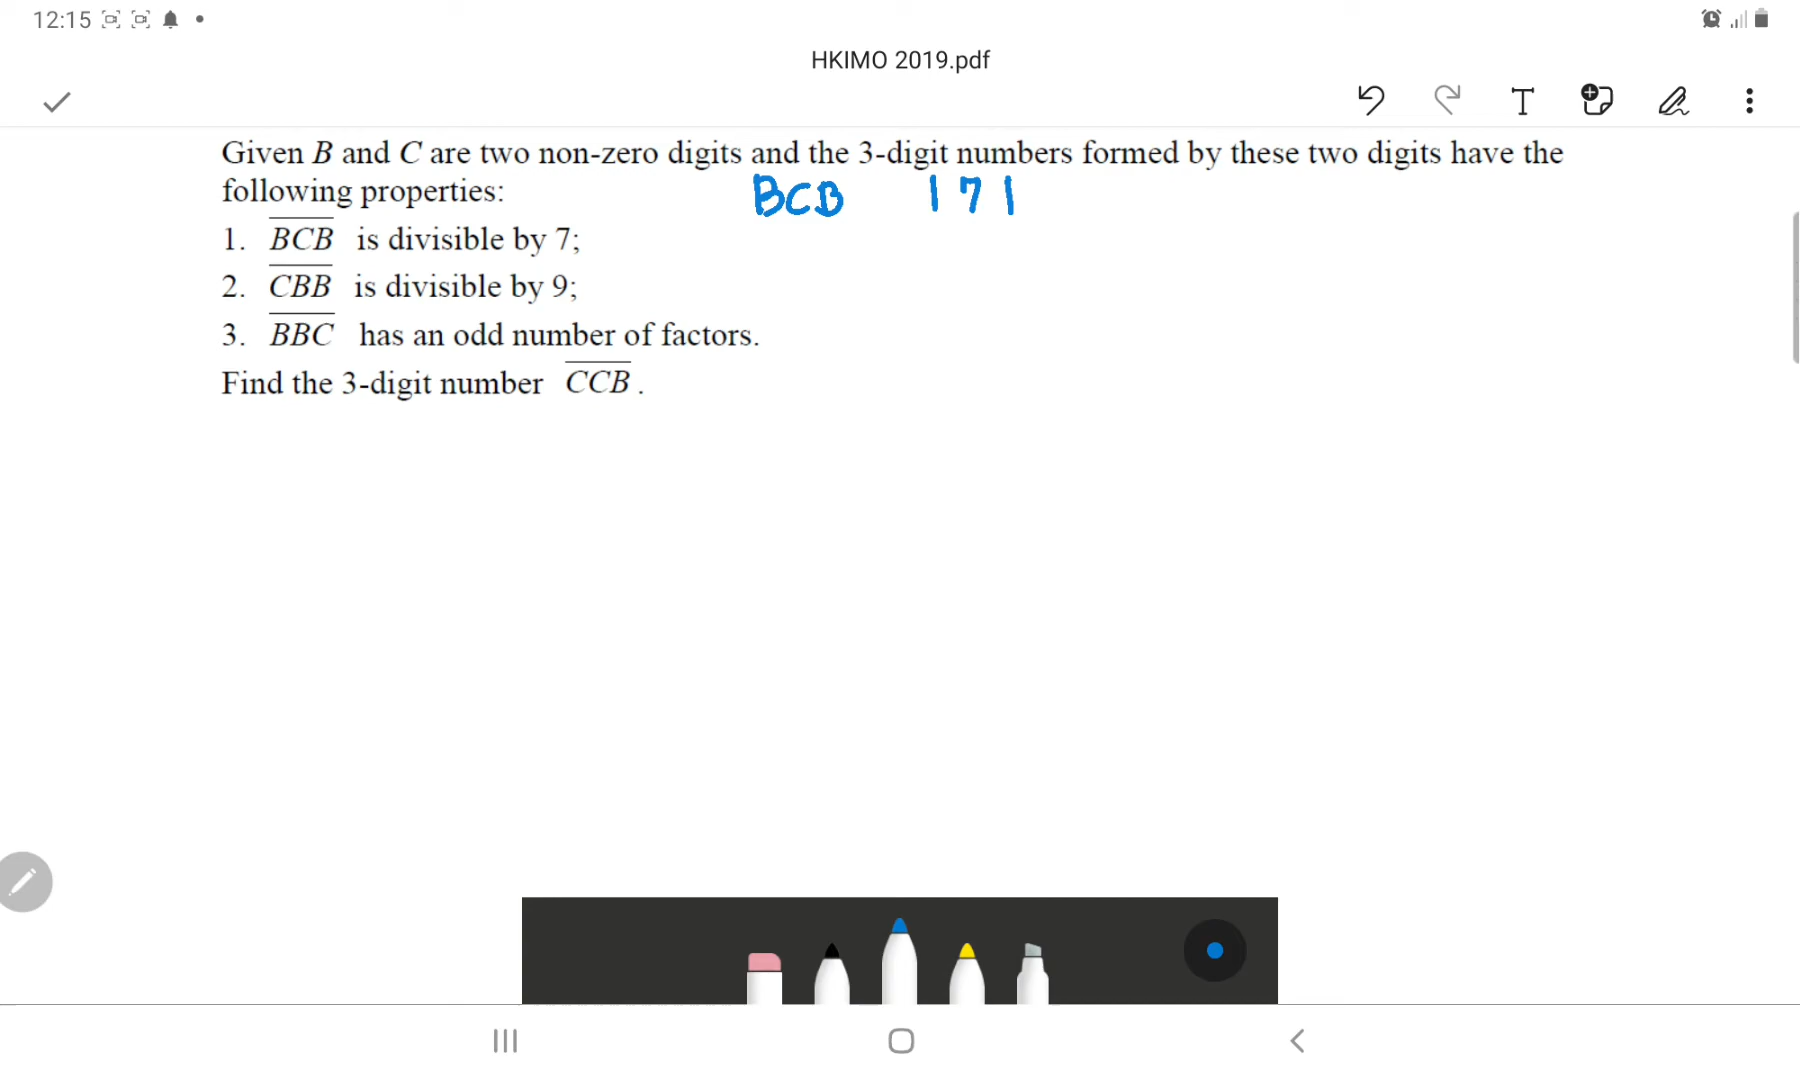 12:15
HKIMO 2019.pdf
T
Given B and C are two non-zero digits and the 3-digit numbers formed by these two digits have the
following properties:
BCB 171
1. BCB is divisible by 7;
2. CBB is divisible by 9;
3. BBC has an odd number of factors.
Find the 3-digit number CCB.